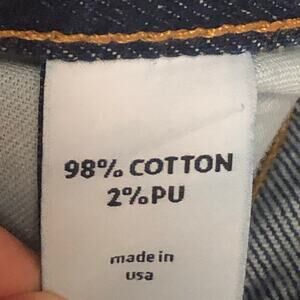 98% COTTON
2% PU
made in
usa